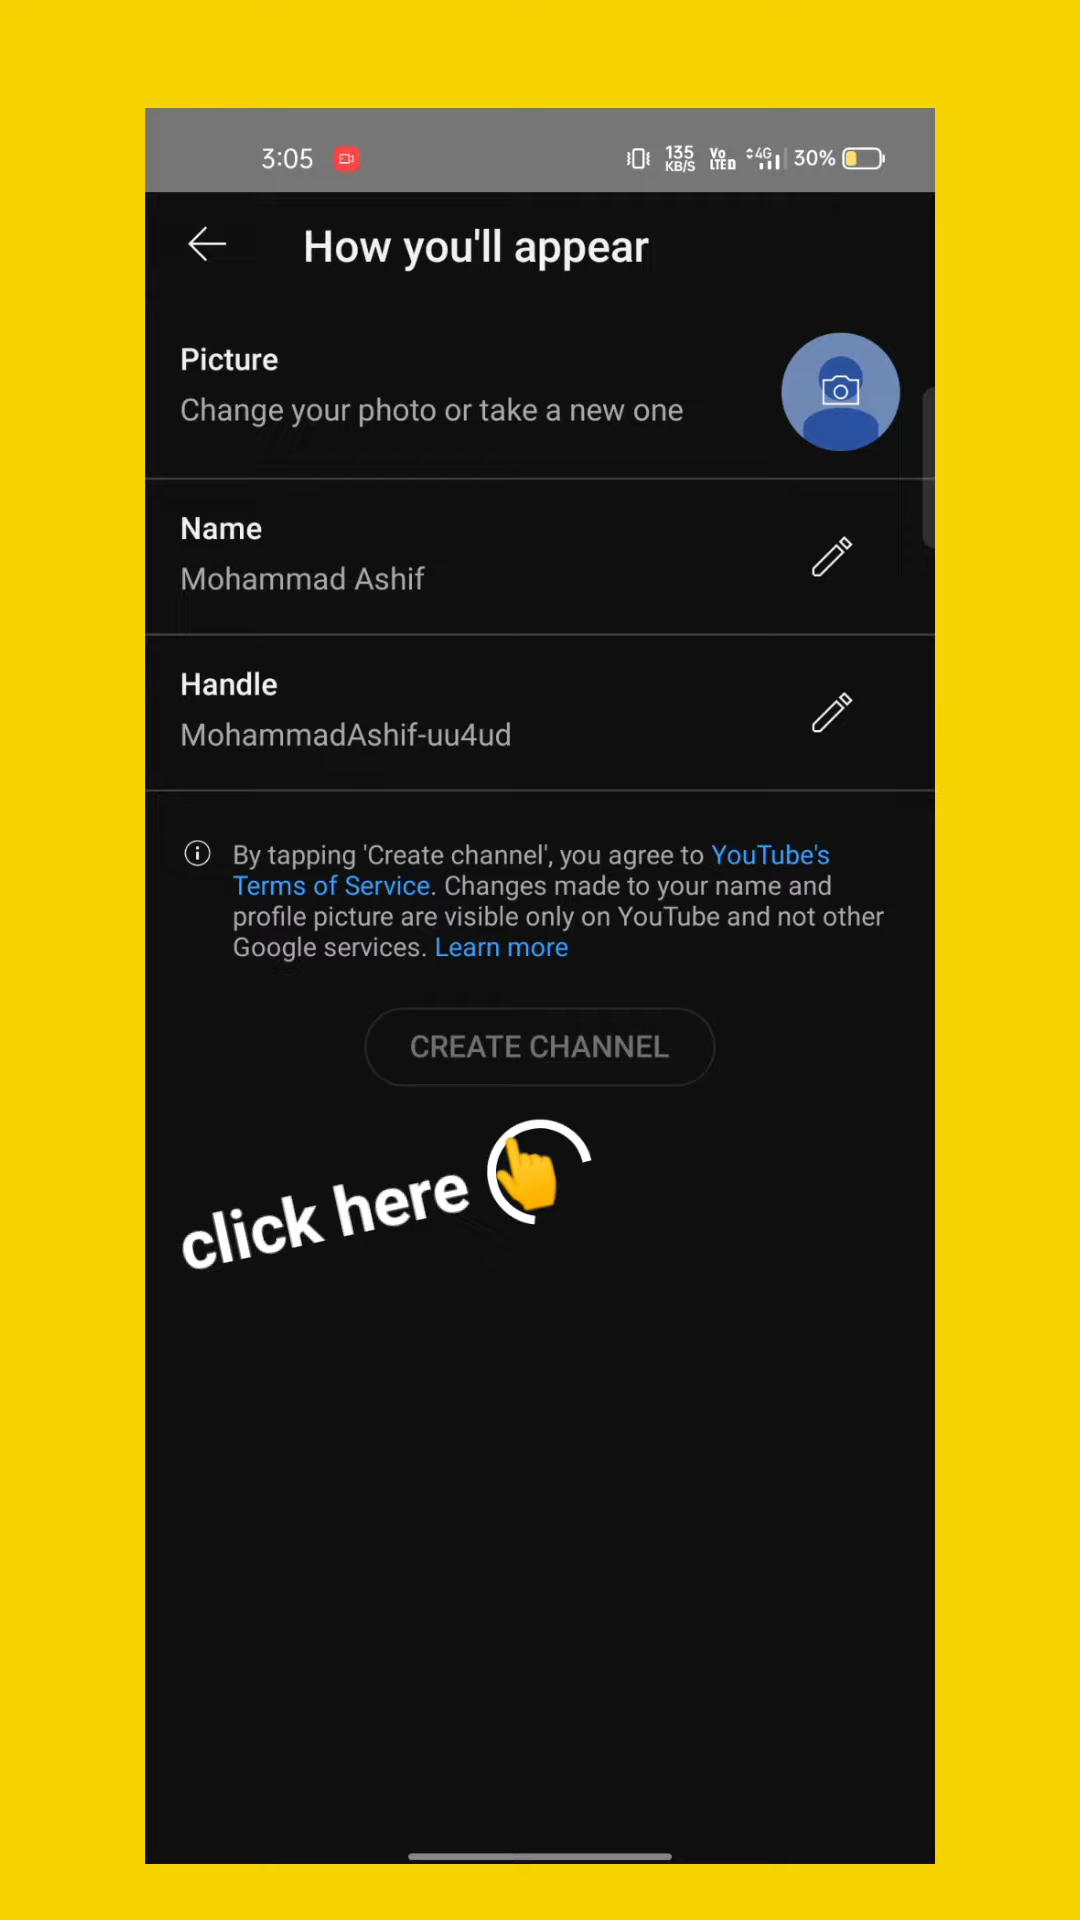 3:05 135 KB/S Vo LTED 4G 30%
How you'll appear
Picture
Change your photo or take a new one
Name
Mohammad Ashif
Handle
MohammadAshif-uu4ud
By tapping 'Create channel', you agree to YouTube's
Terms of Service. Changes made to your name and
profile picture are visible only on YouTube and not other
Google services. Learn more
CREATE CHANNEL
click here